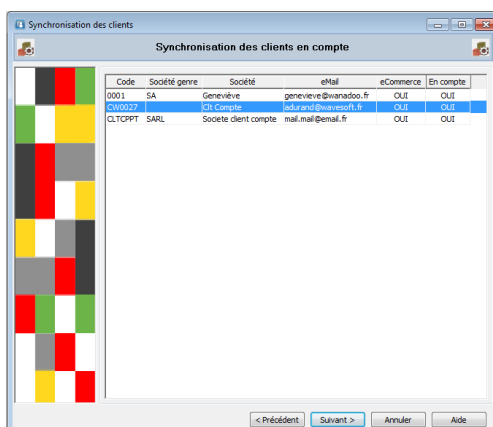 Synchronisation des clients
Synchronisation des clients en compte
Code Société genre Société eMail eCommerce En compte
0001 SA Geneviève genevieve@wanadoo.fr OUI OUI
CW0027 Clt Compte adurand@wavesoft.fr OUI OUI
CLTCPPT SARL Societe client compte mail.mail@email.fr OUI OUI
< Précédent Suivant > Annuler Aide